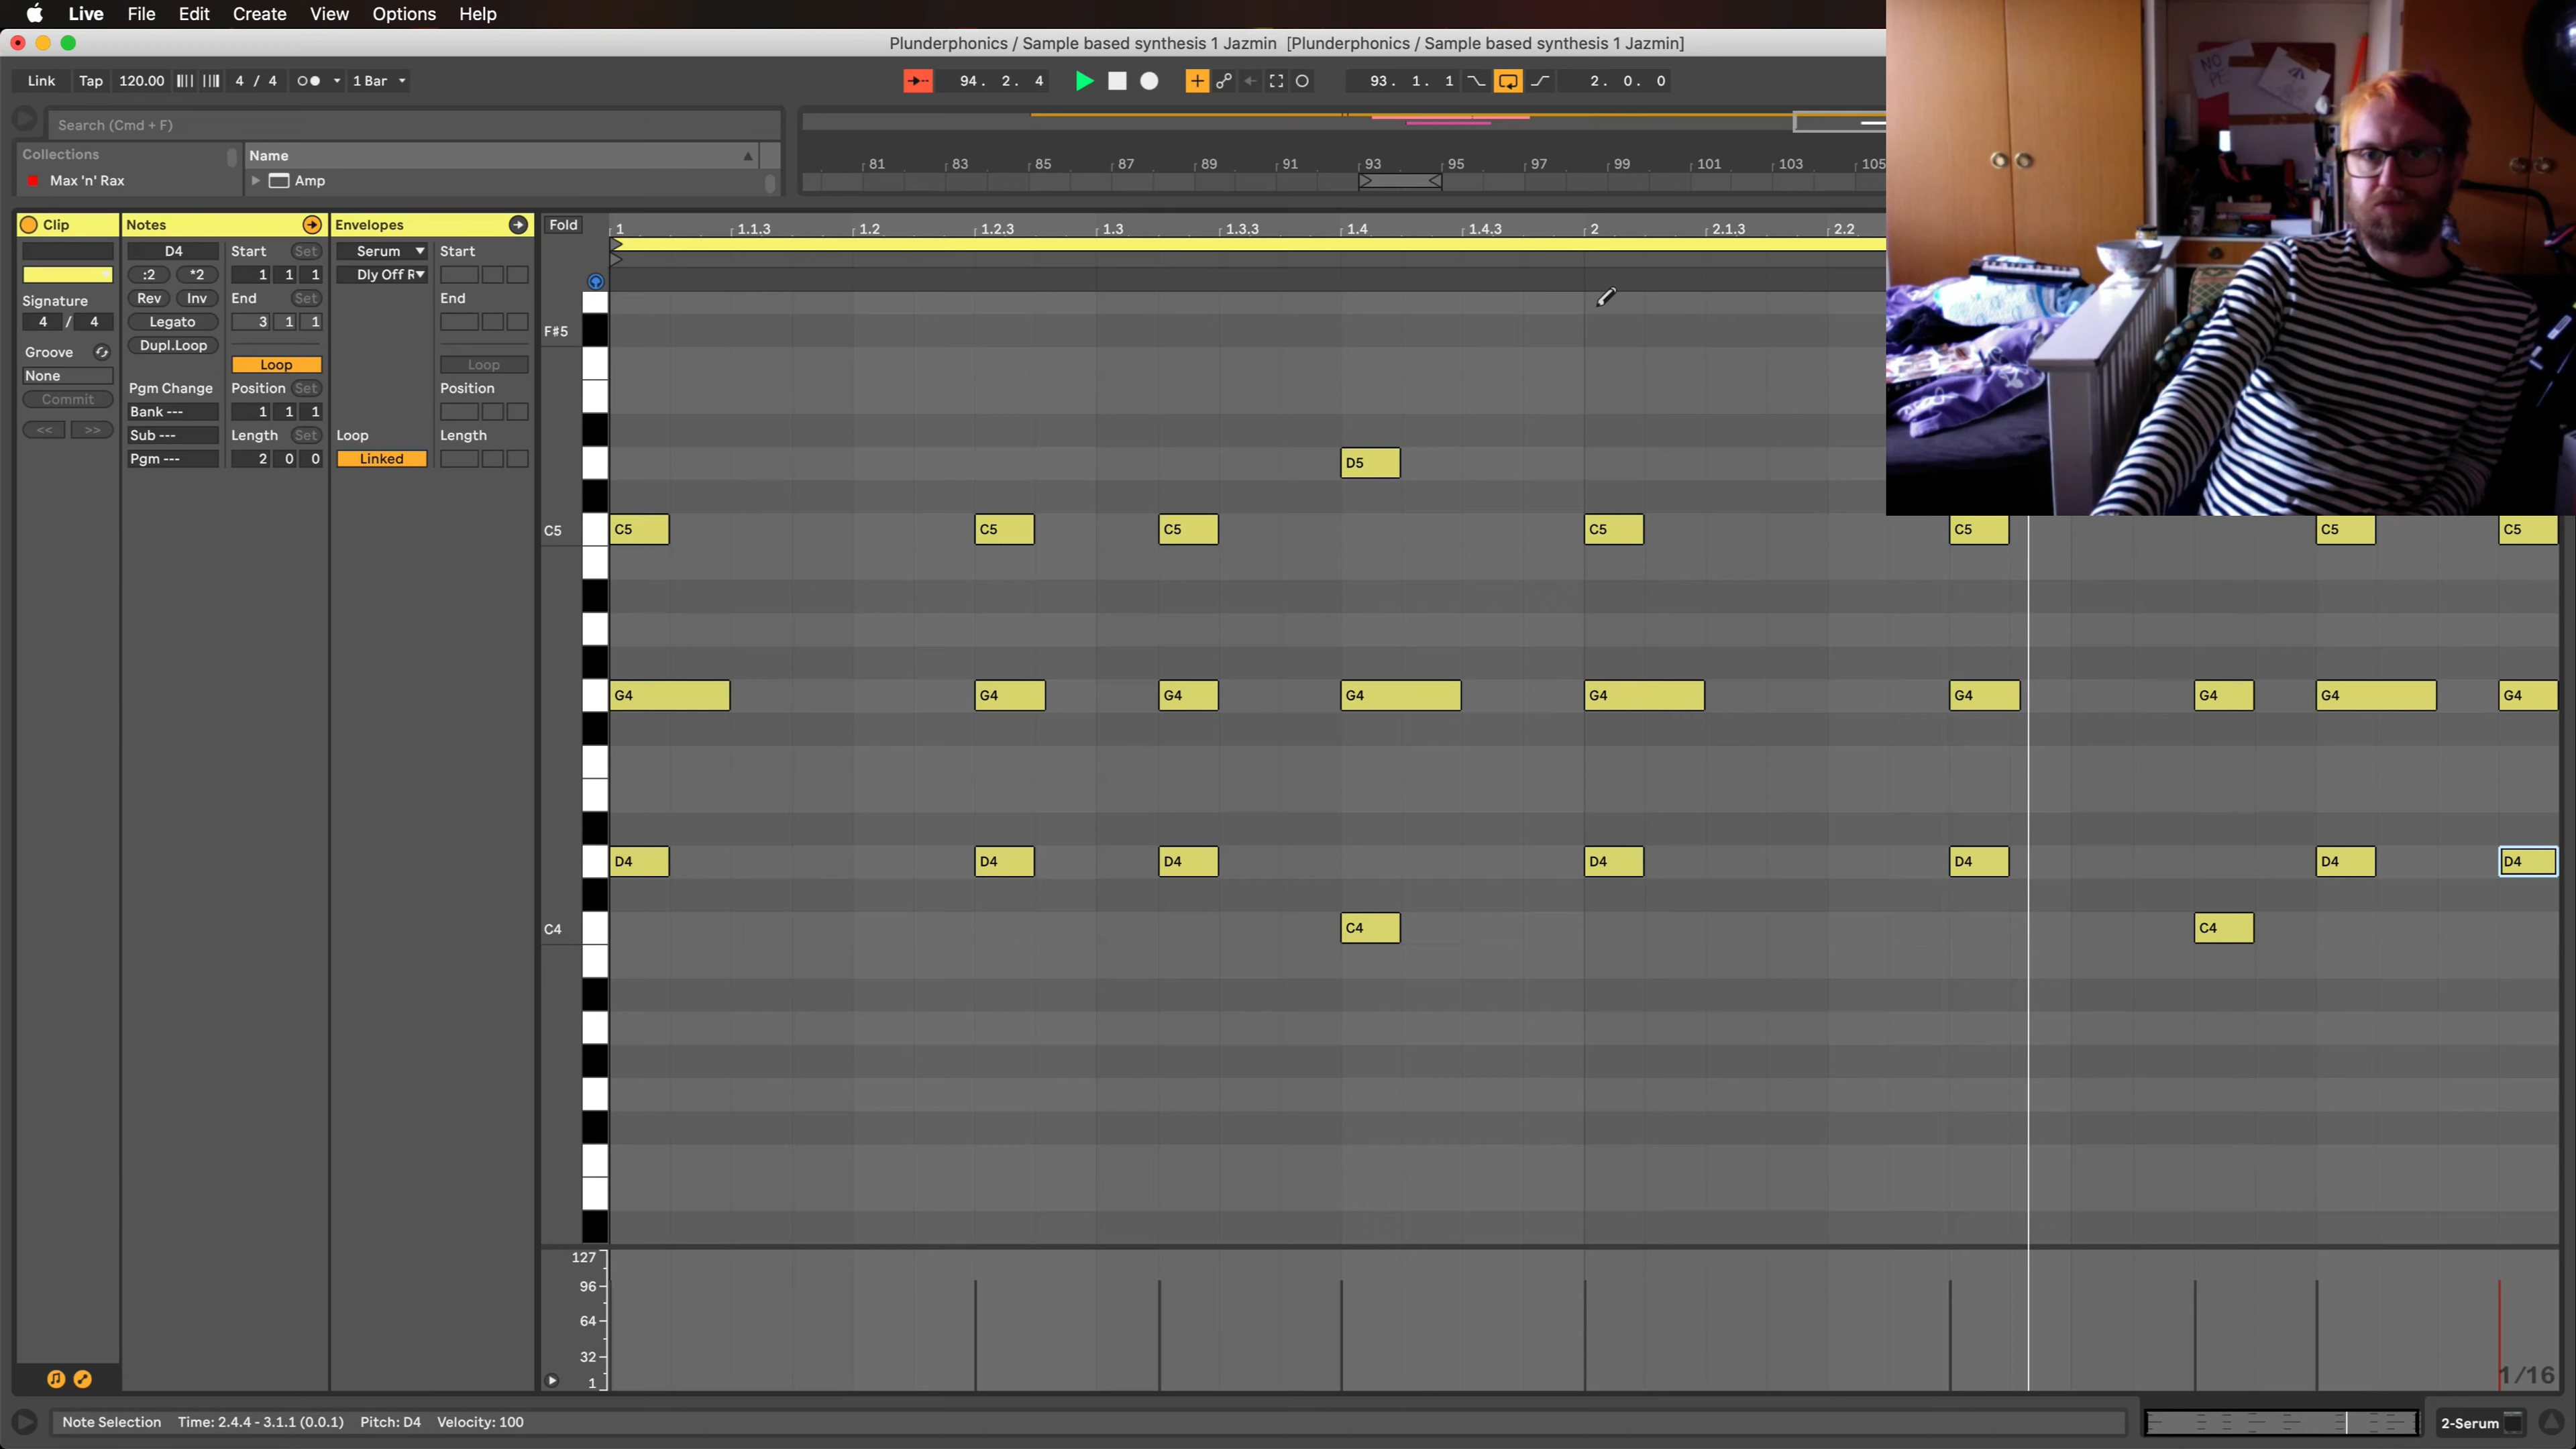 Live File Edit Create View Options Help
Plunderphonics / Sample based synthesis 1 Jazmin [Plunderphonics / Sample based synthesis 1 Jazmin]
Link Tap 120.00 4 / 4 1 Bar 94. 2. 4 93. 1. 1 2. 0. 0
NO
PE
Search (Cmd + F)
Collections Name
Max 'n' Rax Amp
81 83 85 87 89 91 93 95 97 99 101 103 105
Clip Notes Envelopes Fold 1 1.1.3 1.2 1.2.3 1.3 1.3.3 1.4 1.4.3 2 2.1.3 2.2
D4 Start Set Serum Start
:2 *2 1 1 1 Dly Off R
Signature Rev Inv End Set End
4 / 4 Legato 3 1 1
F#5
Groove Dupl.Loop
None Loop Loop
Commit Pgm Change Position Set Position
Bank --- 1 1 1
<< >> Sub --- Length Set Loop Length
Pgm --- 2 0 0 Linked
D5
C5 C5 C5 C5 C5 C5 C5 C5
G4 G4 G4 G4 G4 G4 G4 G4 G4
D4 D4 D4 D4 D4 D4 D4
C4 C4 C4
127
96
64
32
1
1/16
Note Selection Time: 2.4.4 - 3.1.1 (0.0.1) Pitch: D4 Velocity: 100 2-Serum